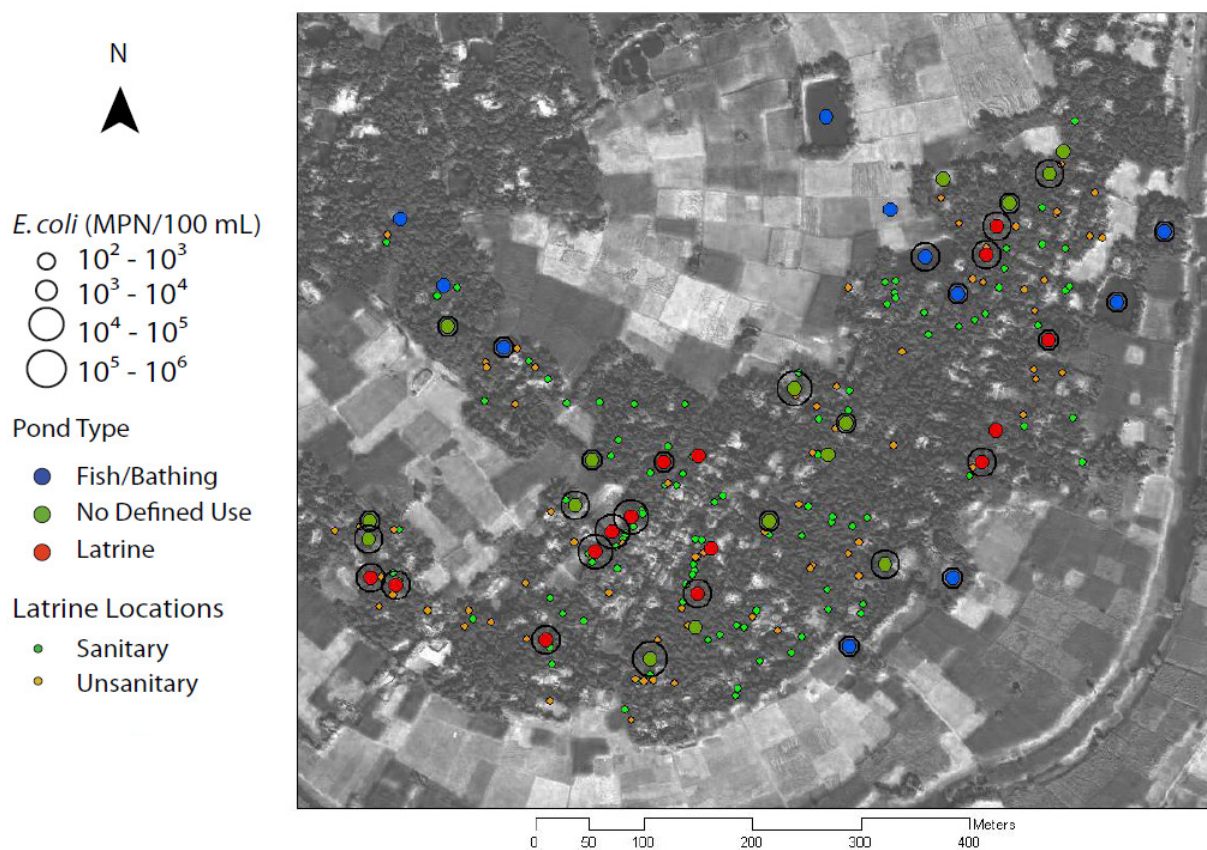 N
E. coli (MPN/100 mL)
10² - 10³
10³ - 10⁴
10⁴ - 10⁵
10⁵ - 10⁶
Pond Type
Fish/Bathing
No Defined Use
Latrine
Latrine Locations
Sanitary
Unsanitary
Meters
0 50 100 200 300 400